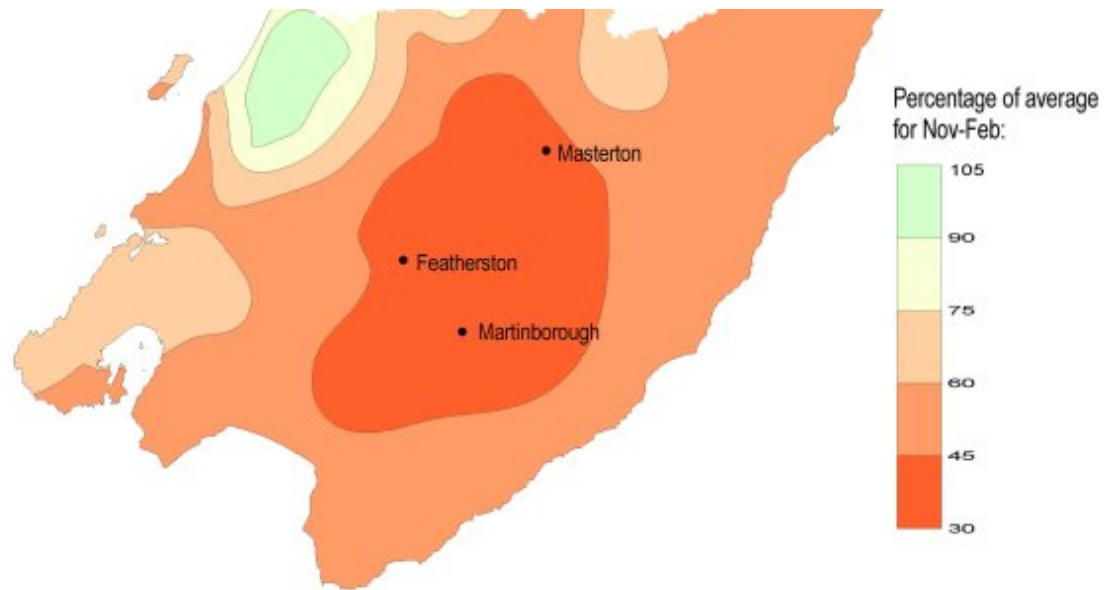 Percentage of average
for Nov-Feb:
Masterton
Featherston
Martinborough
105
90
75
60
45
30